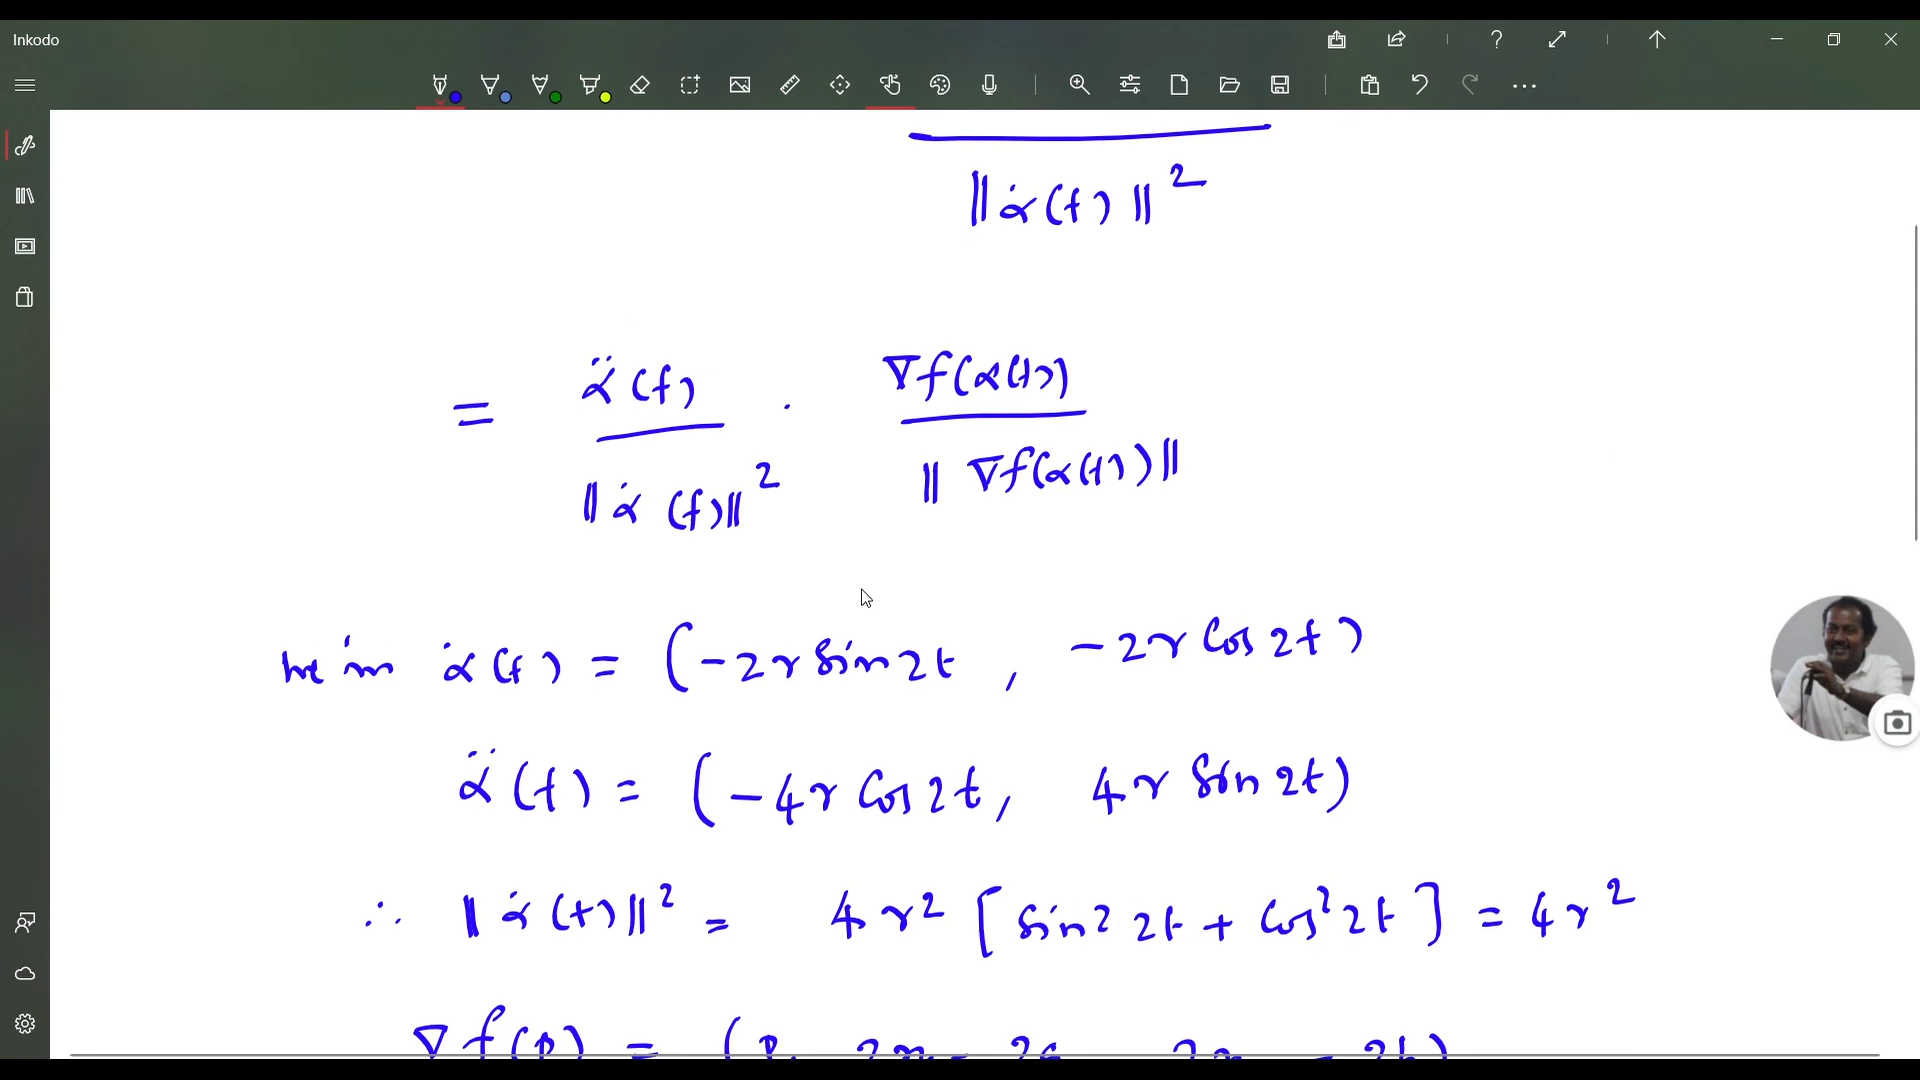 Inkodo
‖α̇(t)‖²
= α̈(t) / ‖α̇(t)‖² · ∇f(α(t)) / ‖∇f(α(t))‖
α̇(t) = (-2r sin 2t , -2r Cos 2t)
α̈(t) = (-4r Cos 2t, 4r Sin 2t)
∴ ‖α̇(t)‖² = 4r² [sin² 2t + Cos² 2t] = 4r²
∇f(p) = (